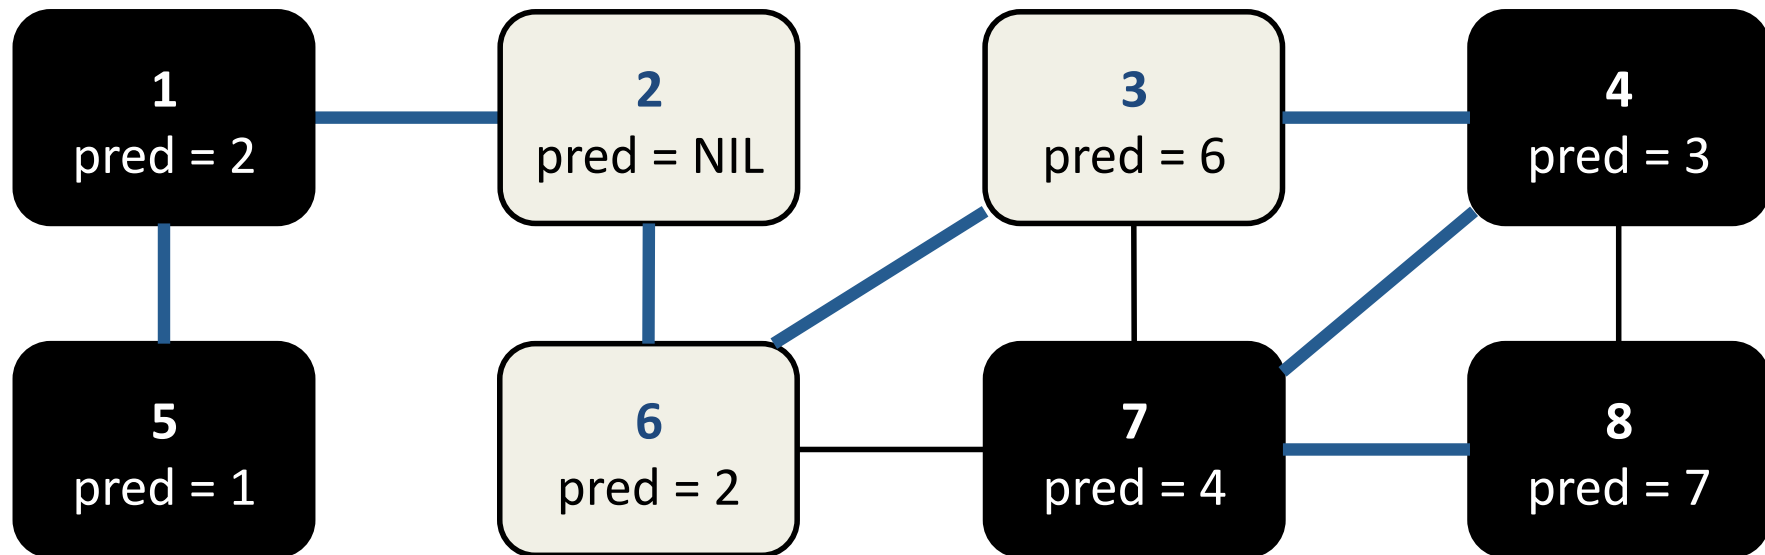 1
pred = 2
2
pred = NIL
3
pred = 6
4
pred = 3
5
pred = 1
6
pred = 2
7
pred = 4
8
pred = 7